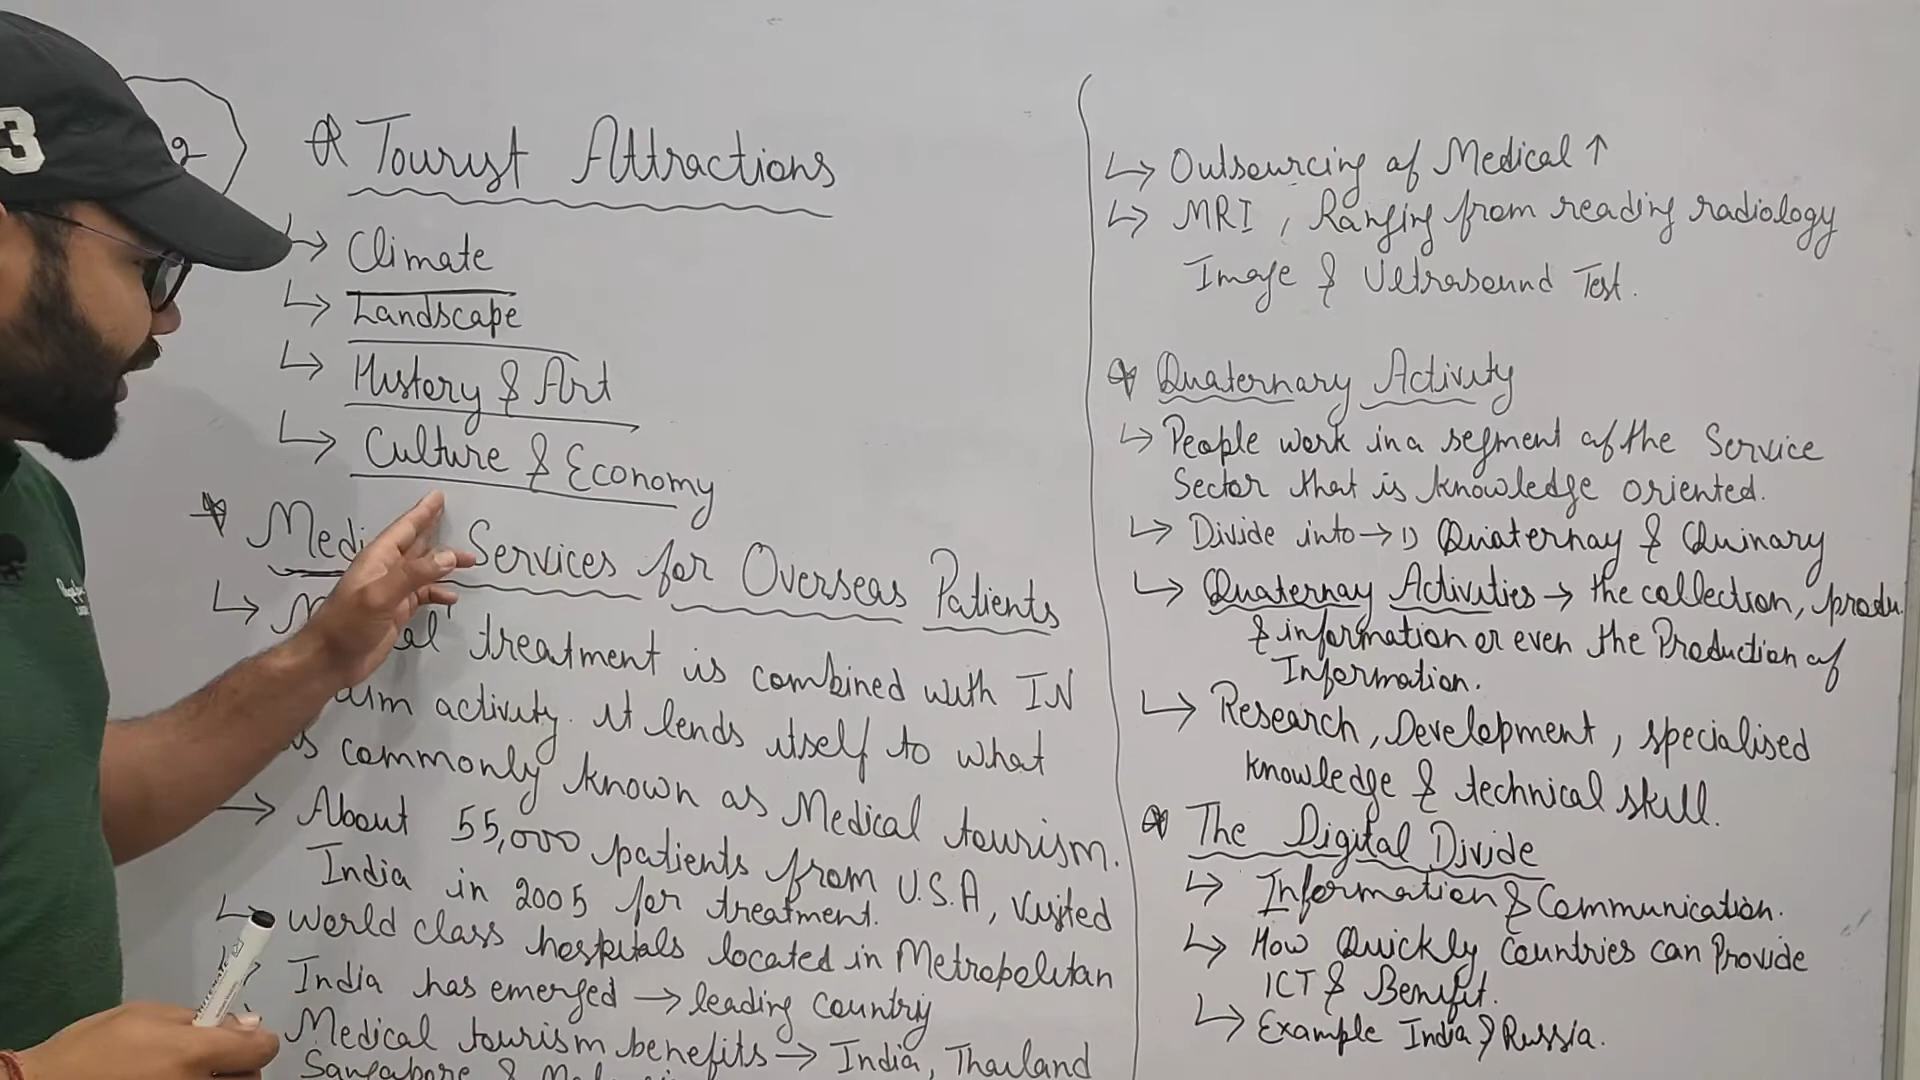 3
2
Tourist Attractions
Climate
Landscape
History & Art
Culture & Economy
Services for Overseas Patients
treatment is combined with IN
activity. it lends itself to what
is commonly known as Medical tourism.
About 55,000 patients from U.S.A, visited
India in 2005 for treatment.
World class hospitals located in Metropolitan
India has emerged → leading country
Medical tourism benefits → India, Thailand
Outsourcing of Medical ↑
MRI, Ranging from reading radiology
Image & Ultrasound Test.
Quaternary Activity
People work in a segment of the Service
Sector that is knowledge oriented.
Divide into → 1) Quaternay & Quinary
Quaternay Activities → the collection, produ
& information or even the Production of
Information.
Research, Development, specialised
knowledge & technical skill.
The Digital Divide
Information & Communication.
How Quickly Countries can Provide
ICT & Benifit.
Example India & Russia.